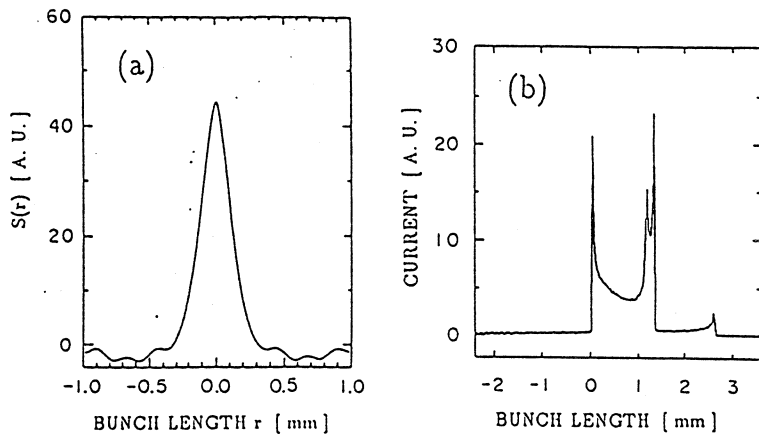 (a)
S(r) [ A. U. ]
60
40
20
0
-1.0 -0.5 0.0 0.5 1.0
BUNCH LENGTH r [ mm ]
(b)
CURRENT [ A. U. ]
30
20
10
0
-2 -1 0 1 2 3
BUNCH LENGTH [ mm ]